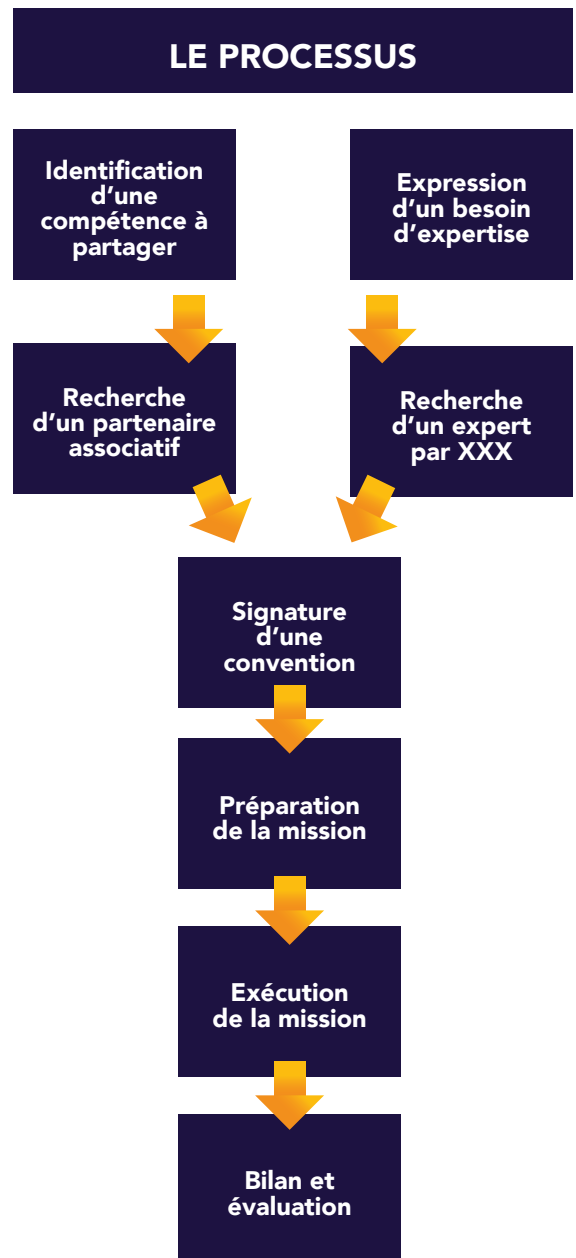 LE PROCESSUS
Identification
d’une
compétence à
partager
Expression
d’un besoin
d’expertise
Recherche
d’un partenaire
associatif
Recherche
d’un expert
par XXX
Signature
d’une
convention
Préparation
de la mission
Exécution
de la mission
Bilan et
évaluation